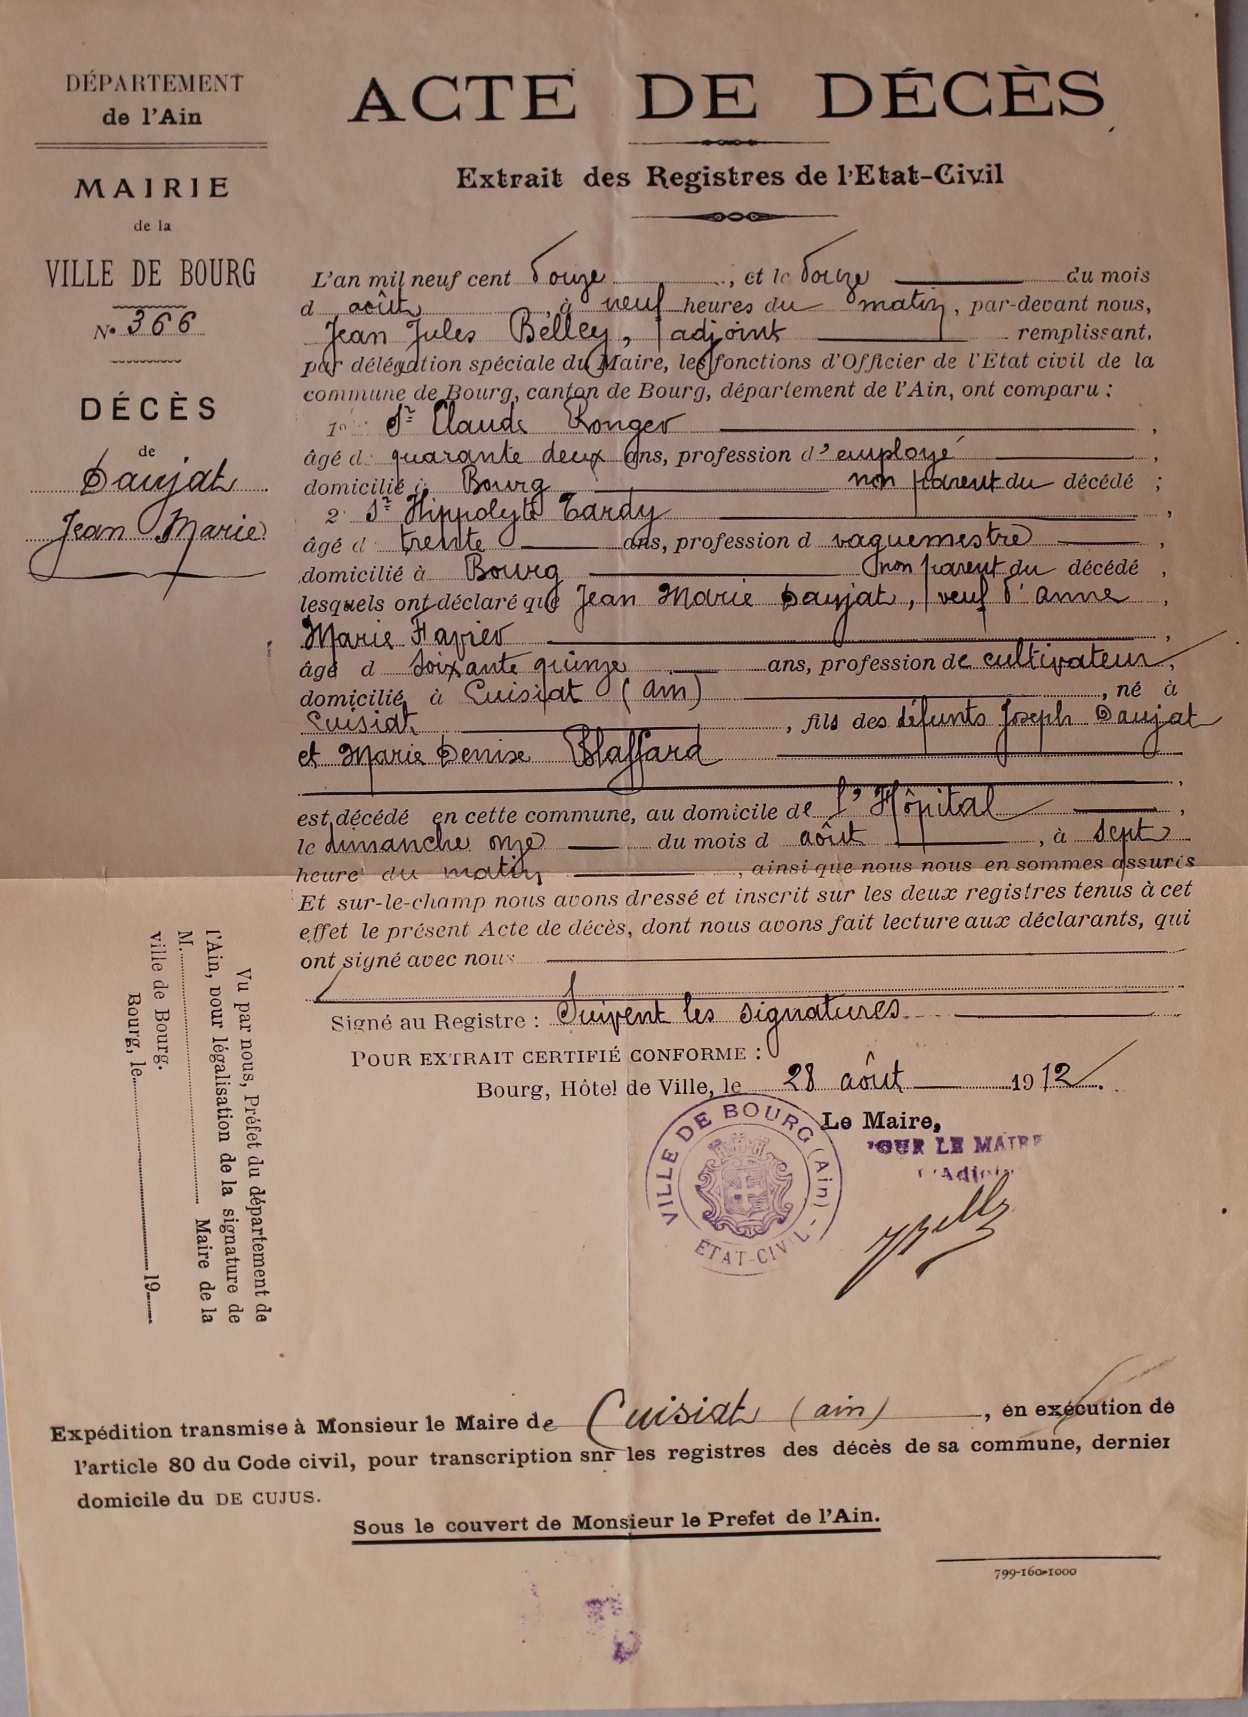 DÉPARTEMENT
de l'Ain
MAIRIE
de la
VILLE DE BOURG
N° 366
DÉCÈS
de
Daujat
Jean Marie
ACTE DE DÉCÈS
Extrait des Registres de l'Etat-Civil
L'an mil neuf cent douze, et le douze du mois
d août, à neuf heures du matin, par-devant nous,
Jean Jules Belley, adjoint remplissant,
par délégation spéciale du Maire, les fonctions d'Officier de l'État civil de la
commune de Bourg, canton de Bourg, département de l'Ain, ont comparu :
1° Sr Claude Ronger,
âgé d quarante deux ans, profession d'employé,
domicilié à Bourg non parent du décédé ;
2° Sr Hippolyte Tardy,
âgé d trente ans, profession d vaguemestre,
domicilié à Bourg non parent du décédé,
lesquels ont déclaré que Jean Marie Daujat, veuf d'anne,
Marie Favier,
âgé d soixante quinze ans, profession de cultivateur,
domicilié à Cuisiat (ain), né à
Cuisiat, fils des défunts Joseph Daujat
et Marie Denise Blaffard
,
est décédé en cette commune, au domicile de l'Hôpital,
le dimanche onze du mois d août, à sept
heure du matin, ainsi que nous nous en sommes assurés
Et sur-le-champ nous avons dressé et inscrit sur les deux registres tenus à cet
effet le présent Acte de décès, dont nous avons fait lecture aux déclarants, qui
ont signé avec nous
Signé au Registre : Suivent les signatures.
POUR EXTRAIT CERTIFIÉ CONFORME :
Bourg, Hôtel de Ville, le 28 août 1912.
Le Maire,
POUR LE MAIRE
L'Adjoint
VILLE DE BOURG (Ain) -
ÉTAT-CIVIL
Vu par nous, Préfet du département de
l'Ain, pour légalisation de la signature de
M. Maire de la
ville de Bourg.
Bourg, le 19
Expédition transmise à Monsieur le Maire de Cuisiat (ain), en exécution de
l'article 80 du Code civil, pour transcription snr les registres des décès de sa commune, dernier
domicile du DE CUJUS.
Sous le couvert de Monsieur le Prefet de l'Ain.
799-160-1000